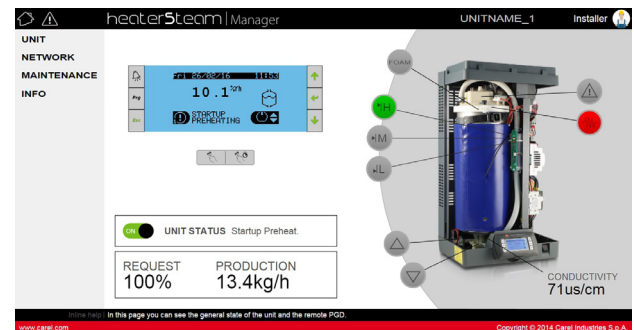 heaterSteam | Manager
UNITNAME_1
Installer
UNIT
NETWORK
MAINTENANCE
INFO
Fri 26/02/16 11:53
Prg
Esc
10.1
STARTUP
PREHEATING
FOAM
H
M
L
ON UNIT STATUS Startup Preheat.
REQUEST PRODUCTION
100% 13.4kg/h
CONDUCTIVITY
71us/cm
Inline help | In this page you can see the general state of the unit and the remote PGD.
www.carel.com
Copyright © 2014 Carel Industries S.p.A.